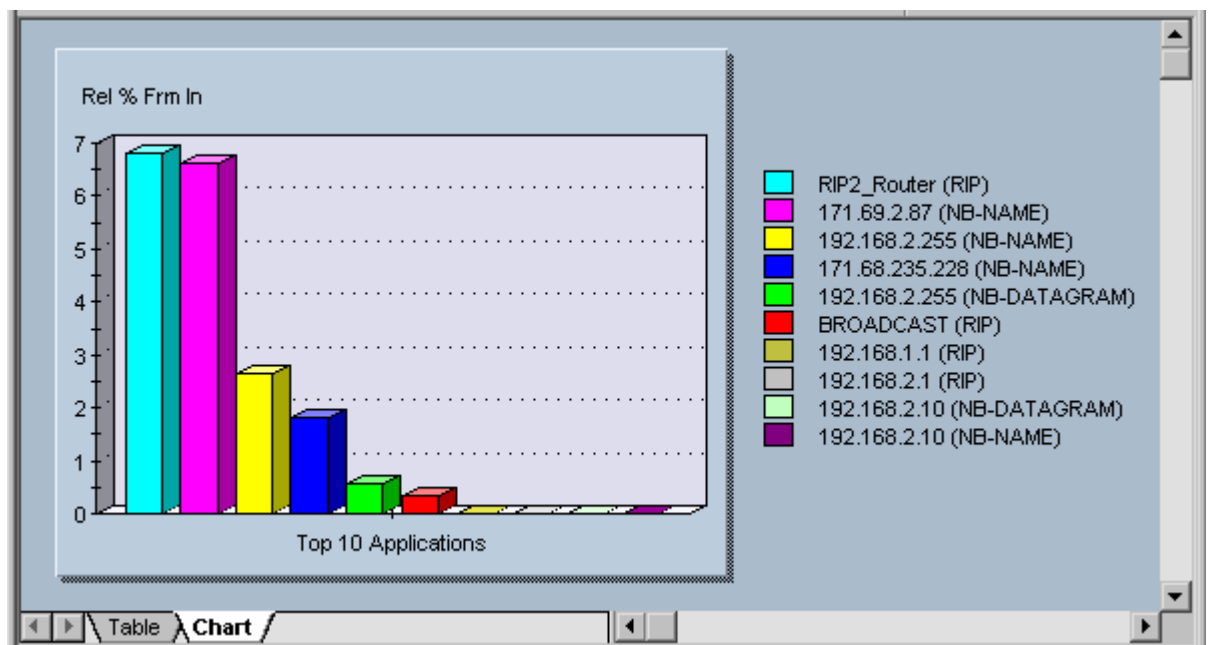 Rel % Frm In
7
6
5
4
3
2
1
0
Top 10 Applications
RIP2_Router (RIP)
171.69.2.87 (NB-NAME)
192.168.2.255 (NB-NAME)
171.68.235.228 (NB-NAME)
192.168.2.255 (NB-DATAGRAM)
BROADCAST (RIP)
192.168.1.1 (RIP)
192.168.2.1 (RIP)
192.168.2.10 (NB-DATAGRAM)
192.168.2.10 (NB-NAME)
Table Chart